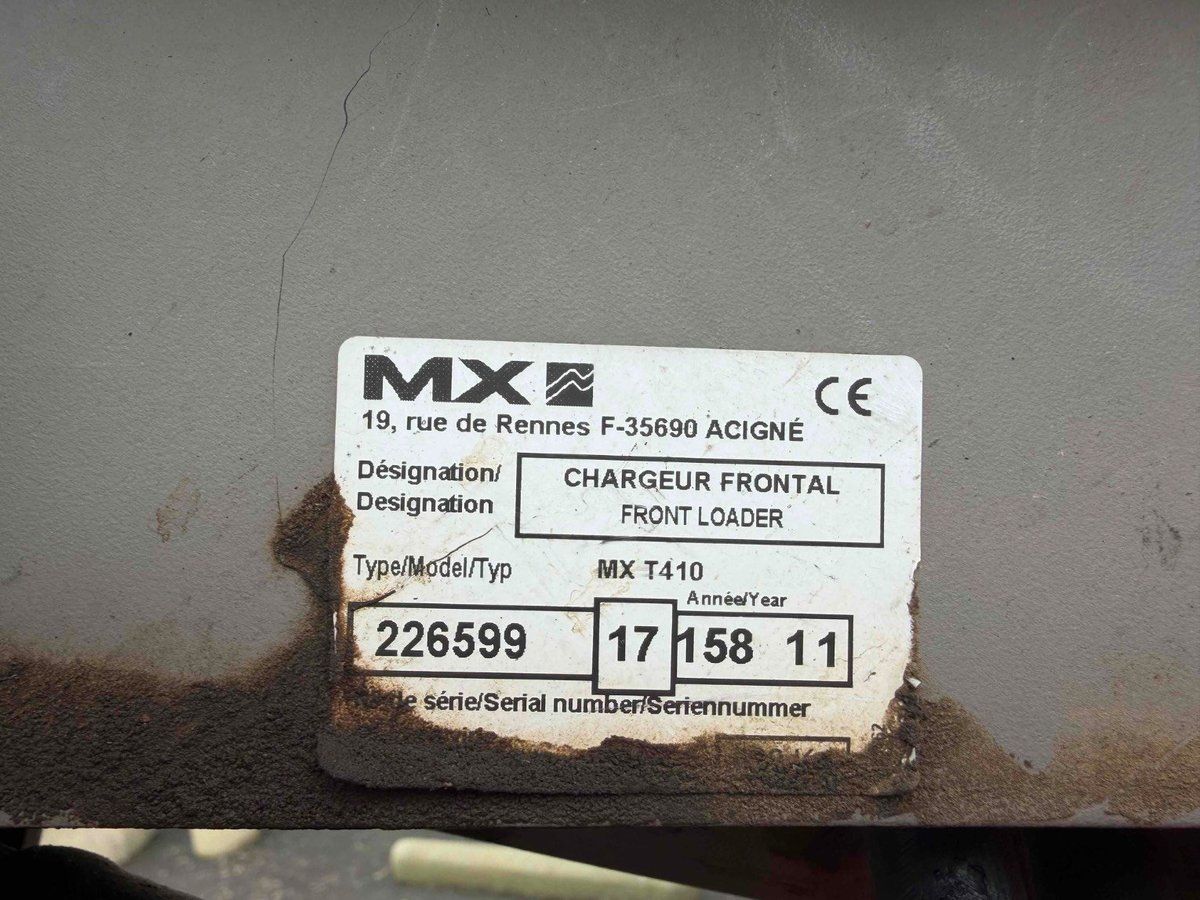 MX
CE
19, rue de Rennes F-35690 ACIGNÉ
Désignation/
Designation
CHARGEUR FRONTAL
FRONT LOADER
Type/Model/Typ MX T410
Année/Year
226599 17 158 11
de série/Serial number/Seriennummer